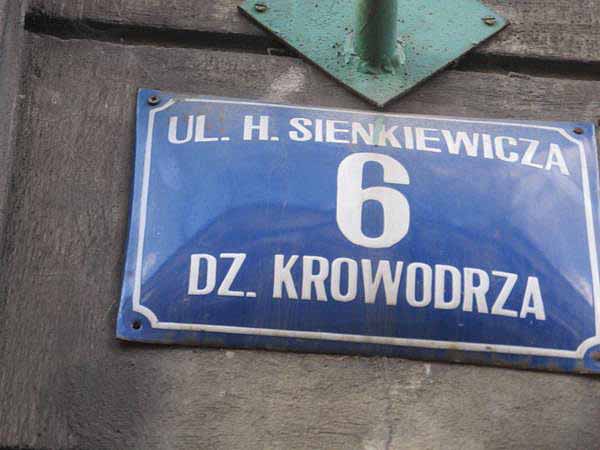 UL. H. SIENKIEWICZA
6
DZ. KROWODRZA